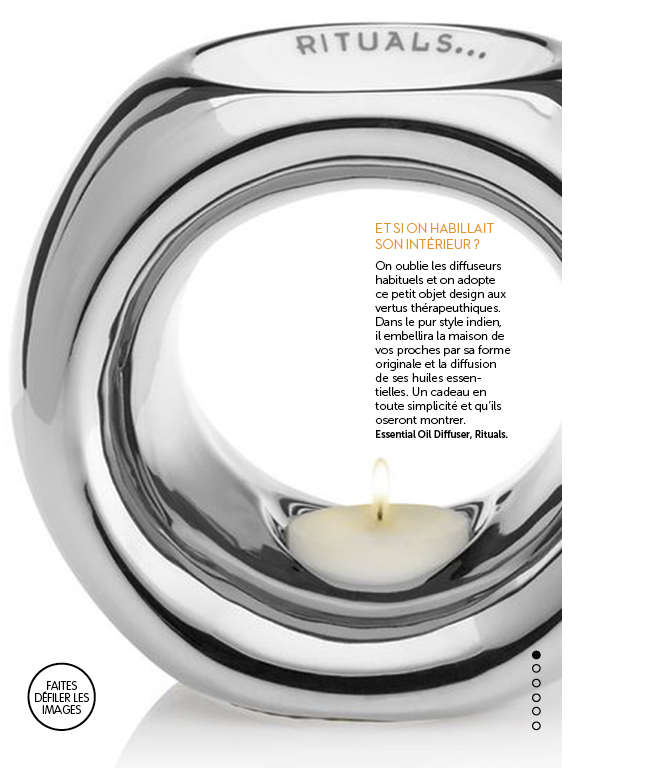 RITUALS...
ET SI ON HABILLAIT
SON INTÉRIEUR ?
On oublie les diffuseurs
habituels et on adopte
ce petit objet design aux
vertus thérapeuthiques.
Dans le pur style indien,
il embellira la maison de
vos proches par sa forme
originale et la diffusion
de ses huiles essen-
tielles. Un cadeau en
toute simplicité et qu'ils
oseront montrer.
Essential Oil Diffuser, Rituals.
FAITES
DÉFILER LES
IMAGES